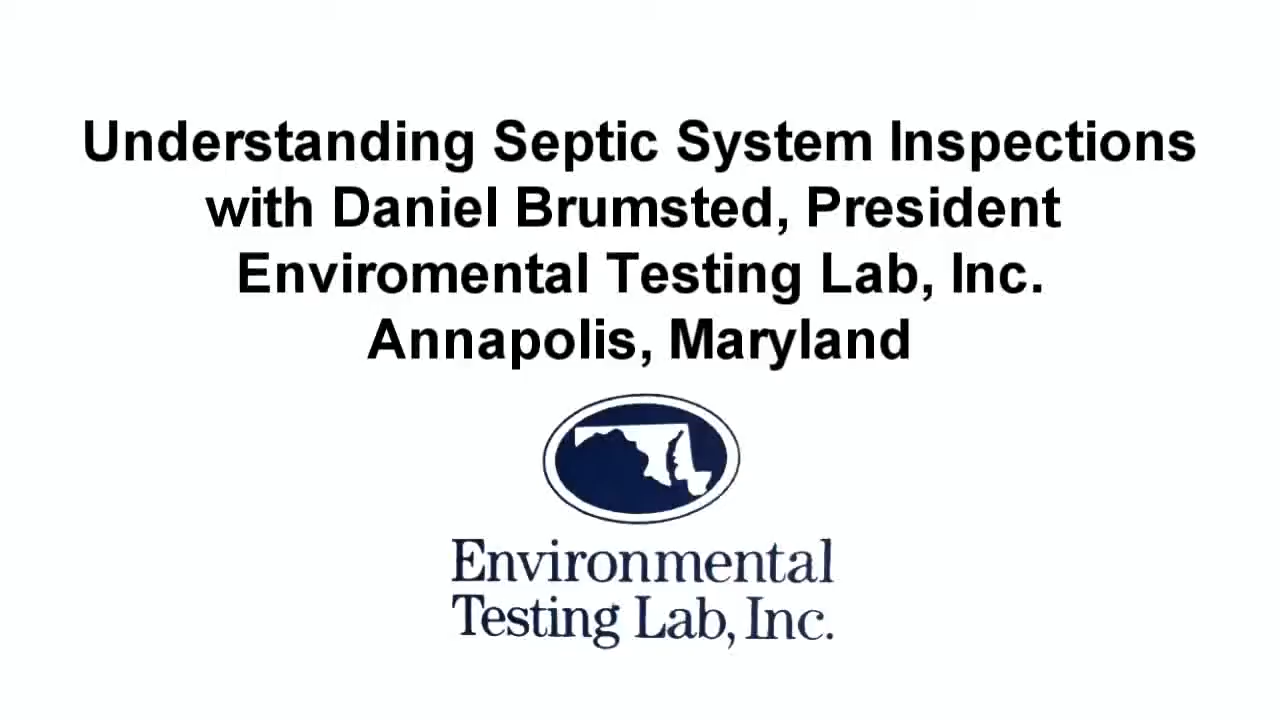 Understanding Septic System Inspections
with Daniel Brumsted, President
Enviromental Testing Lab, Inc.
Annapolis, Maryland
Environmental
Testing Lab, Inc.